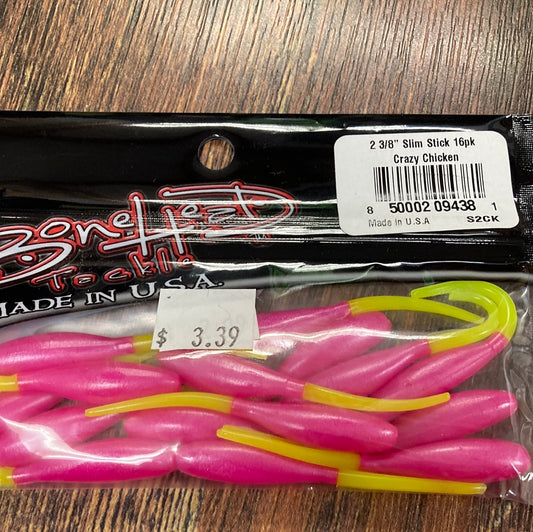 2 3/8" Slim Stick 16pk
Crazy Chicken
8 50002 09438 1
Made in U.S.A S2CK
BoneHead
Tackle
MADE IN U.S.A.
$ 3.39